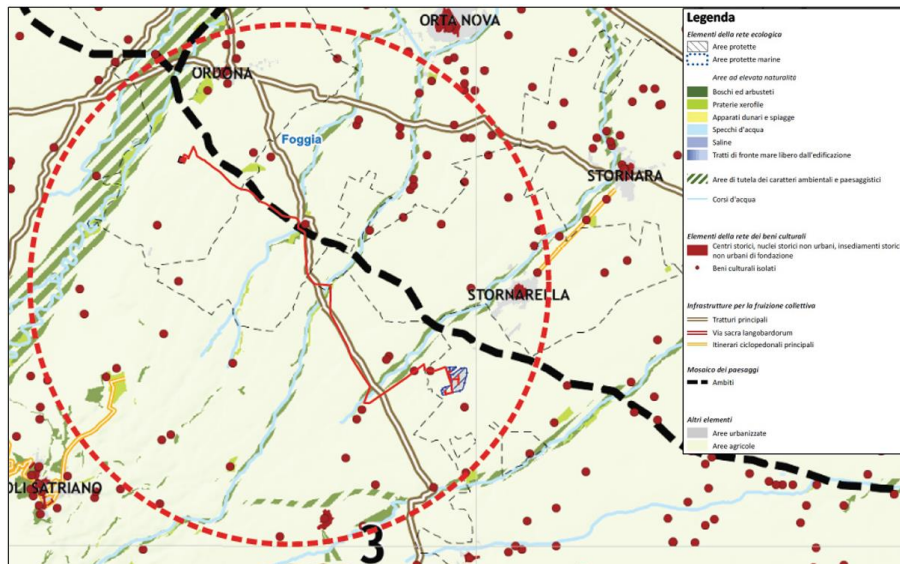 ORTA NOVA
ORDONA
Foggia
STORNARA
STORNARELLA
OLI SATRIANO
3
Legenda
Elementi della rete ecologica
Aree protette
Aree protette marine
Aree ad elevata naturalità
Boschi ed arbusteti
Praterie xerofile
Apparati dunari e spiagge
Specchi d'acqua
Saline
Tratti di fronte mare libero dall'edificazione
Aree di tutela dei caratteri ambientali e paesaggistici
Corsi d'acqua
Elementi della rete dei beni culturali
Centri storici, nuclei storici non urbani, insediamenti storici
non urbani di fondazione
Beni culturali isolati
Infrastrutture per la fruizione collettiva
Tratturi principali
Via sacra langobardorum
Itinerari ciclopedonali principali
Mosaico dei paesaggi
Ambiti
Altri elementi
Aree urbanizzate
Aree agricole